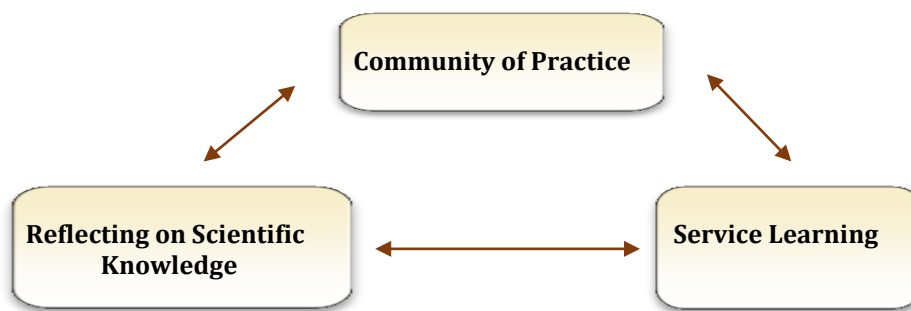 Community of Practice
Reflecting on Scientific
Knowledge
Service Learning